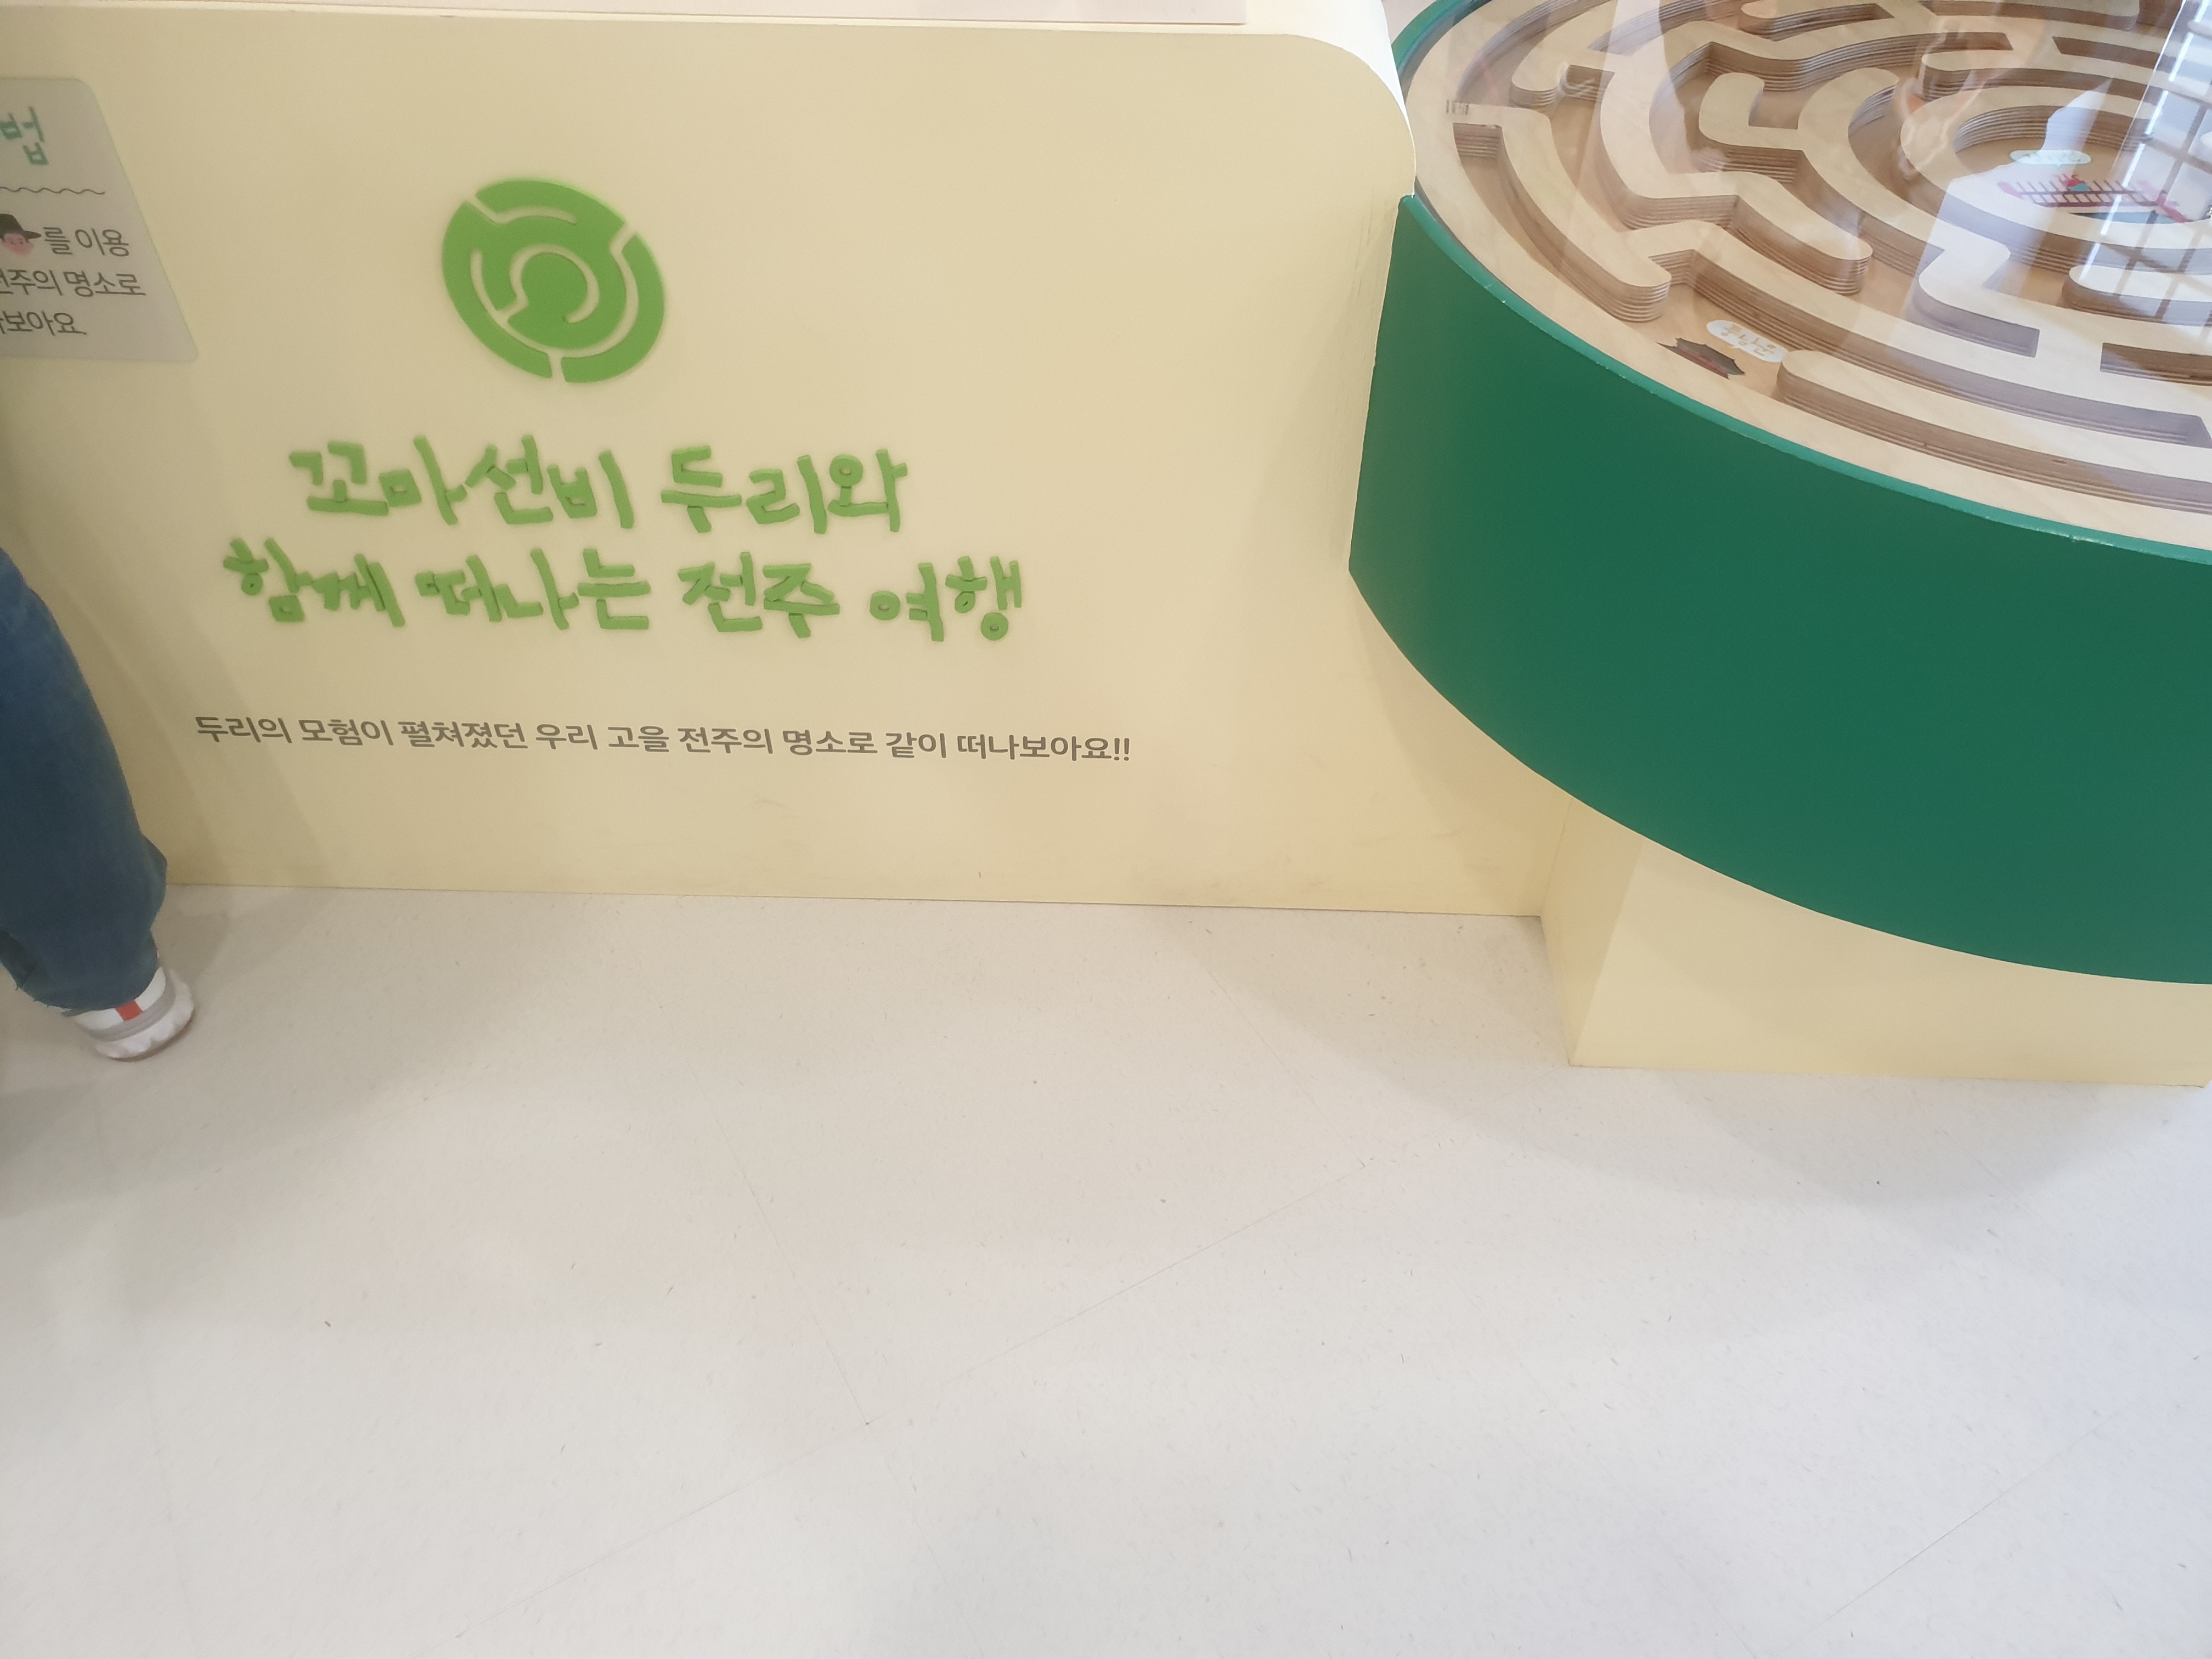 법
를 이용
전주의 명소로
보아요.
꼬마선비 두리와
함께 떠나는 전주 여행
두리의 모험이 펼쳐졌던 우리 고을 전주의 명소로 같이 떠나보아요!!